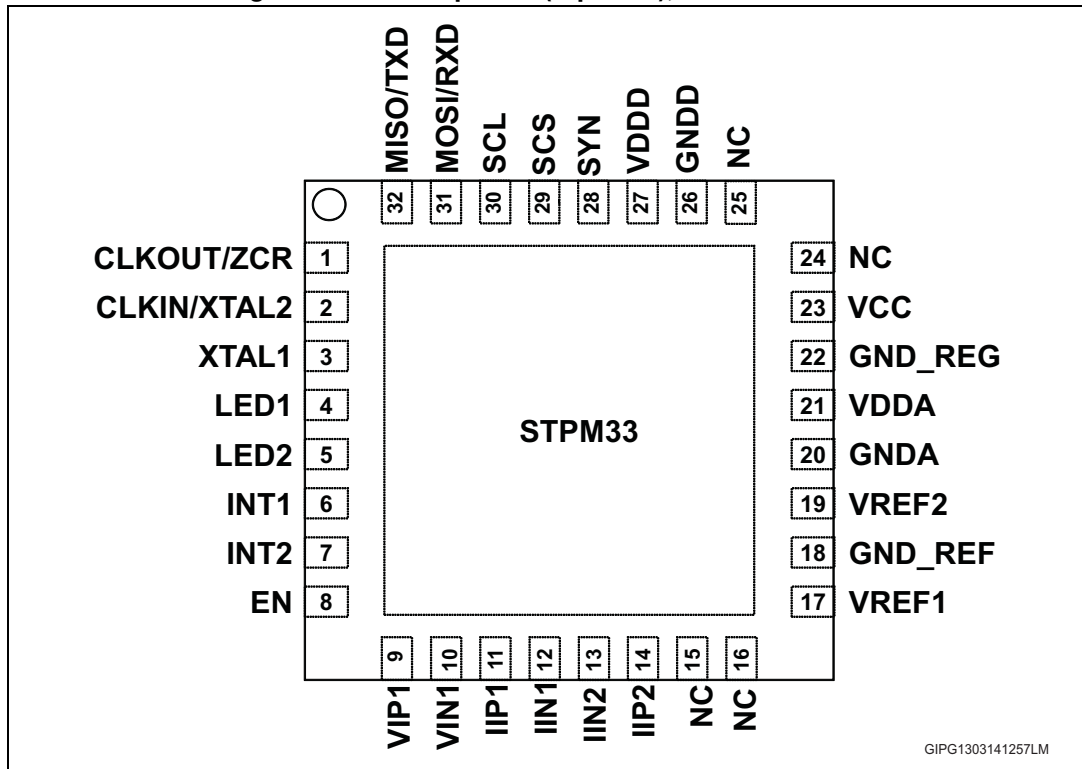 MISO/TXD
MOSI/RXD
SCL
SCS
SYN
VDDD
GNDD
NC
32
31
30
29
28
27
26
25
CLKOUT/ZCR 1
CLKIN/XTAL2 2
XTAL1 3
LED1 4
LED2 5
INT1 6
INT2 7
EN 8
STPM33
24 NC
23 VCC
22 GND_REG
21 VDDA
20 GNDA
19 VREF2
18 GND_REF
17 VREF1
9
10
11
12
13
14
15
16
VIP1
VIN1
IIP1
IIN1
IIN2
IIP2
NC
NC
GIPG1303141257LM